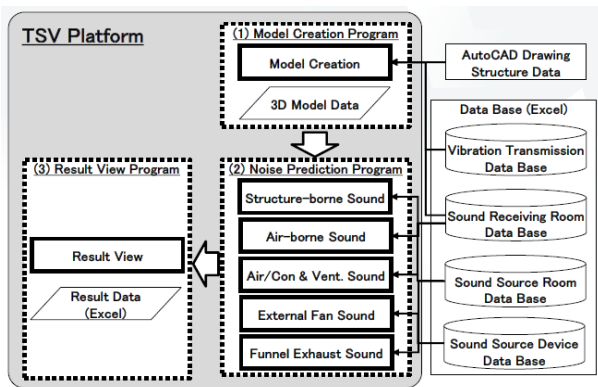 TSV Platform
(1) Model Creation Program
Model Creation
3D Model Data
AutoCAD Drawing
Structure Data
Data Base (Excel)
Vibration Transmission
Data Base
Sound Receiving Room
Data Base
Sound Source Room
Data Base
Sound Source Device
Data Base
(2) Noise Prediction Program
Structure-borne Sound
Air-borne Sound
Air/Con & Vent. Sound
External Fan Sound
Funnel Exhaust Sound
(3) Result View Program
Result View
Result Data
(Excel)